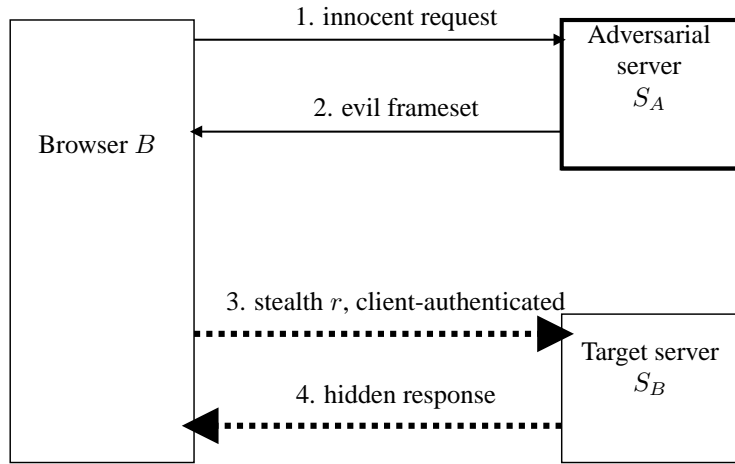 1. innocent request
Adversarial
server
S_A
2. evil frameset
Browser B
3. stealth r, client-authenticated
Target server
S_B
4. hidden response